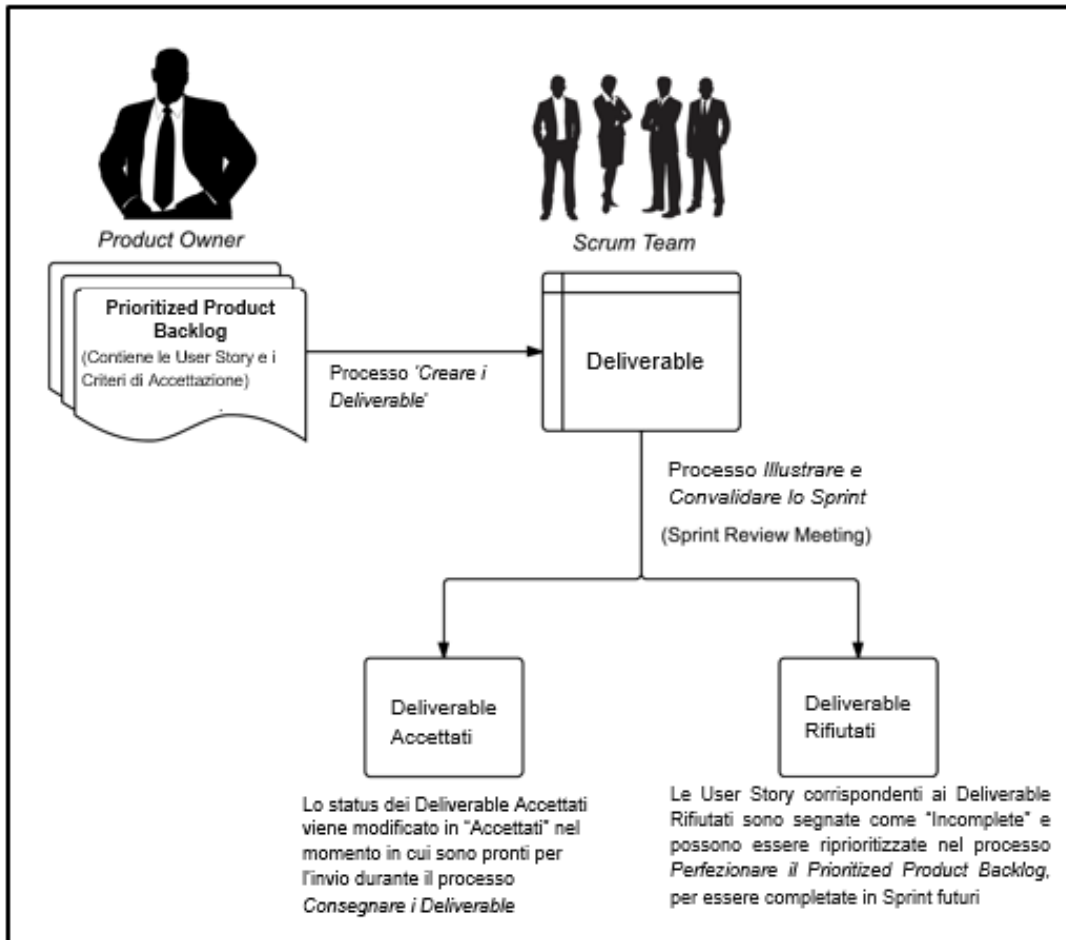 Product Owner
Scrum Team
Prioritized Product
Backlog
(Contiene le User Story e i
Criteri di Accettazione)
Processo 'Creare i
Deliverable'
Deliverable
Processo Illustrare e
Convalidare lo Sprint
(Sprint Review Meeting)
Deliverable
Accettati
Deliverable
Rifiutati
Lo status dei Deliverable Accettati
viene modificato in “Accettati” nel
momento in cui sono pronti per
l'invio durante il processo
Consegnare i Deliverable
Le User Story corrispondenti ai Deliverable
Rifiutati sono segnate come “Incomplete” e
possono essere riprioritizzate nel processo
Perfezionare il Prioritized Product Backlog,
per essere completate in Sprint futuri